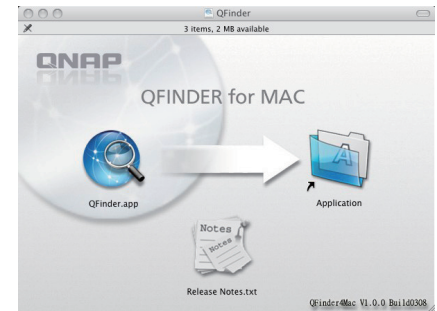 QFinder
3 items, 2 MB available
QNAP
QFINDER for MAC
A
QFinder.app
Application
Notes
Notes
Release Notes.txt
QFinder4Mac V1.0.0 Build0308